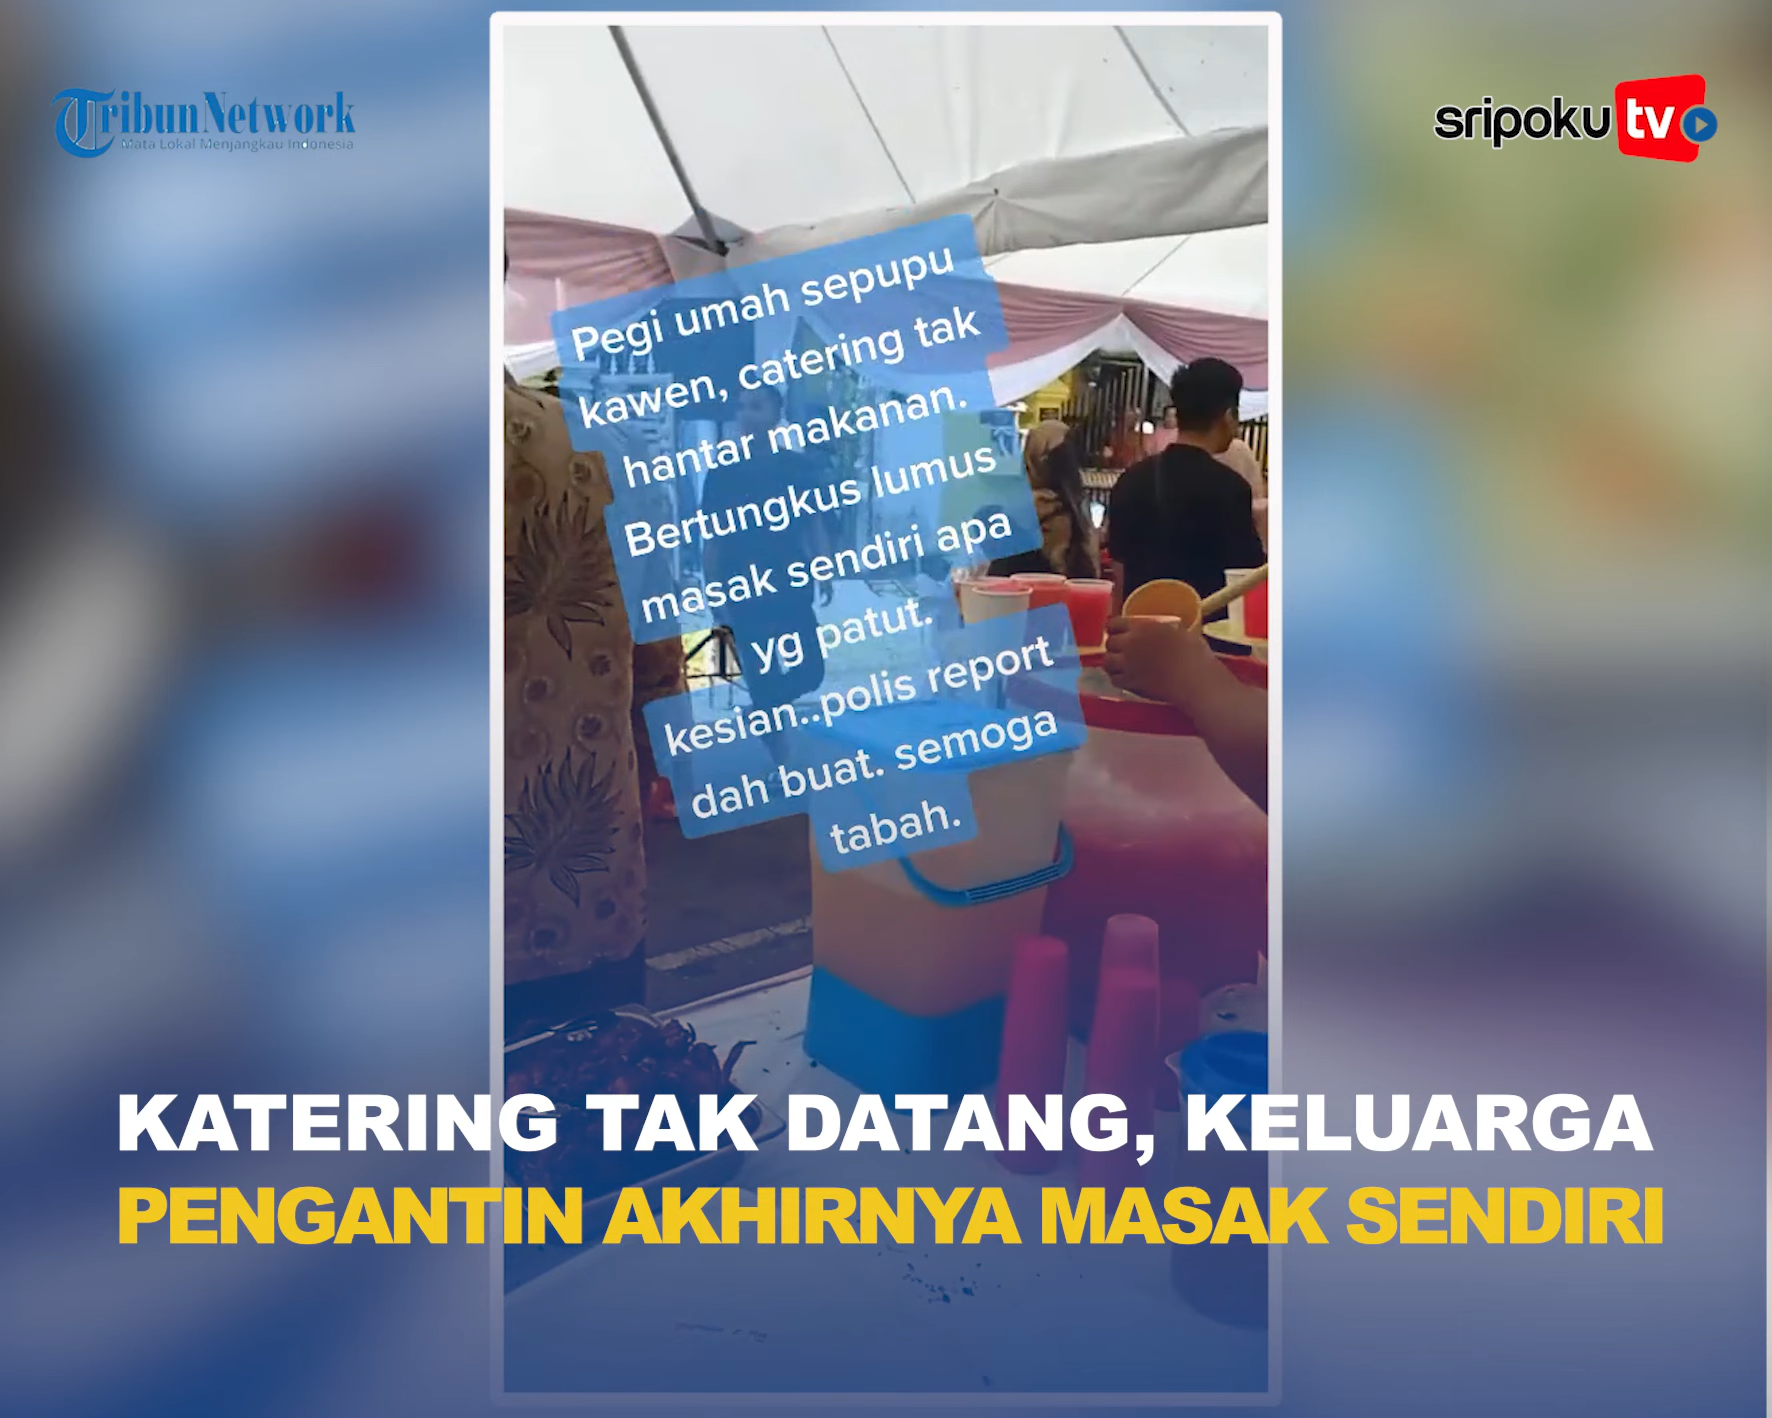 TribunNetwork
Mata Lokal Menjangkau Indonesia
sripoku tv
Pegi umah sepupu
kawen, catering tak
hantar makanan.
Bertungkus lumus
masak sendiri apa
yg patut.
kesian..polis report
dah buat. semoga
tabah.
KATERING TAK DATANG, KELUARGA
PENGANTIN AKHIRNYA MASAK SENDIRI